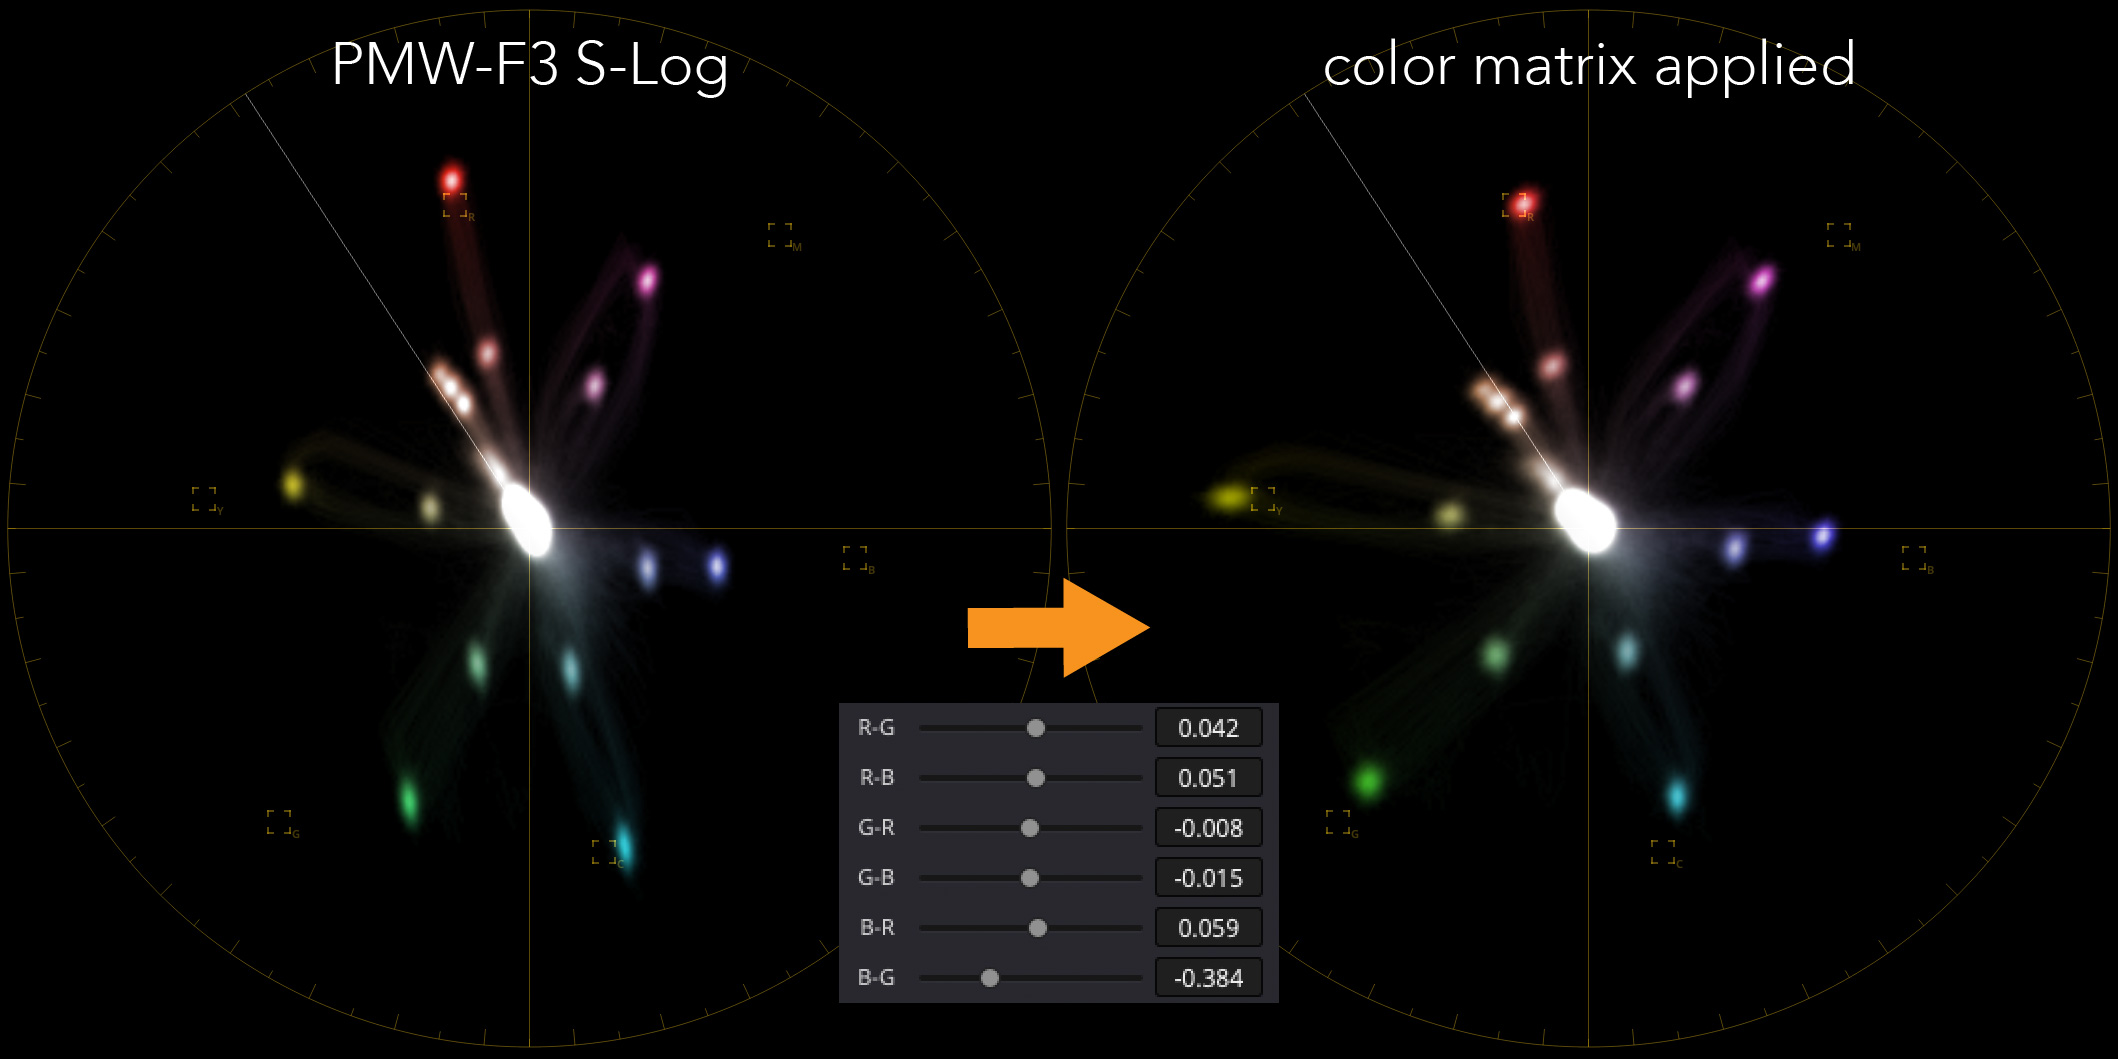 PMW-F3 S-Log
color matrix applied
R
M
Y
B
G
C
R
M
Y
B
G
C
R-G 0.042
R-B 0.051
G-R -0.008
G-B -0.015
B-R 0.059
B-G -0.384